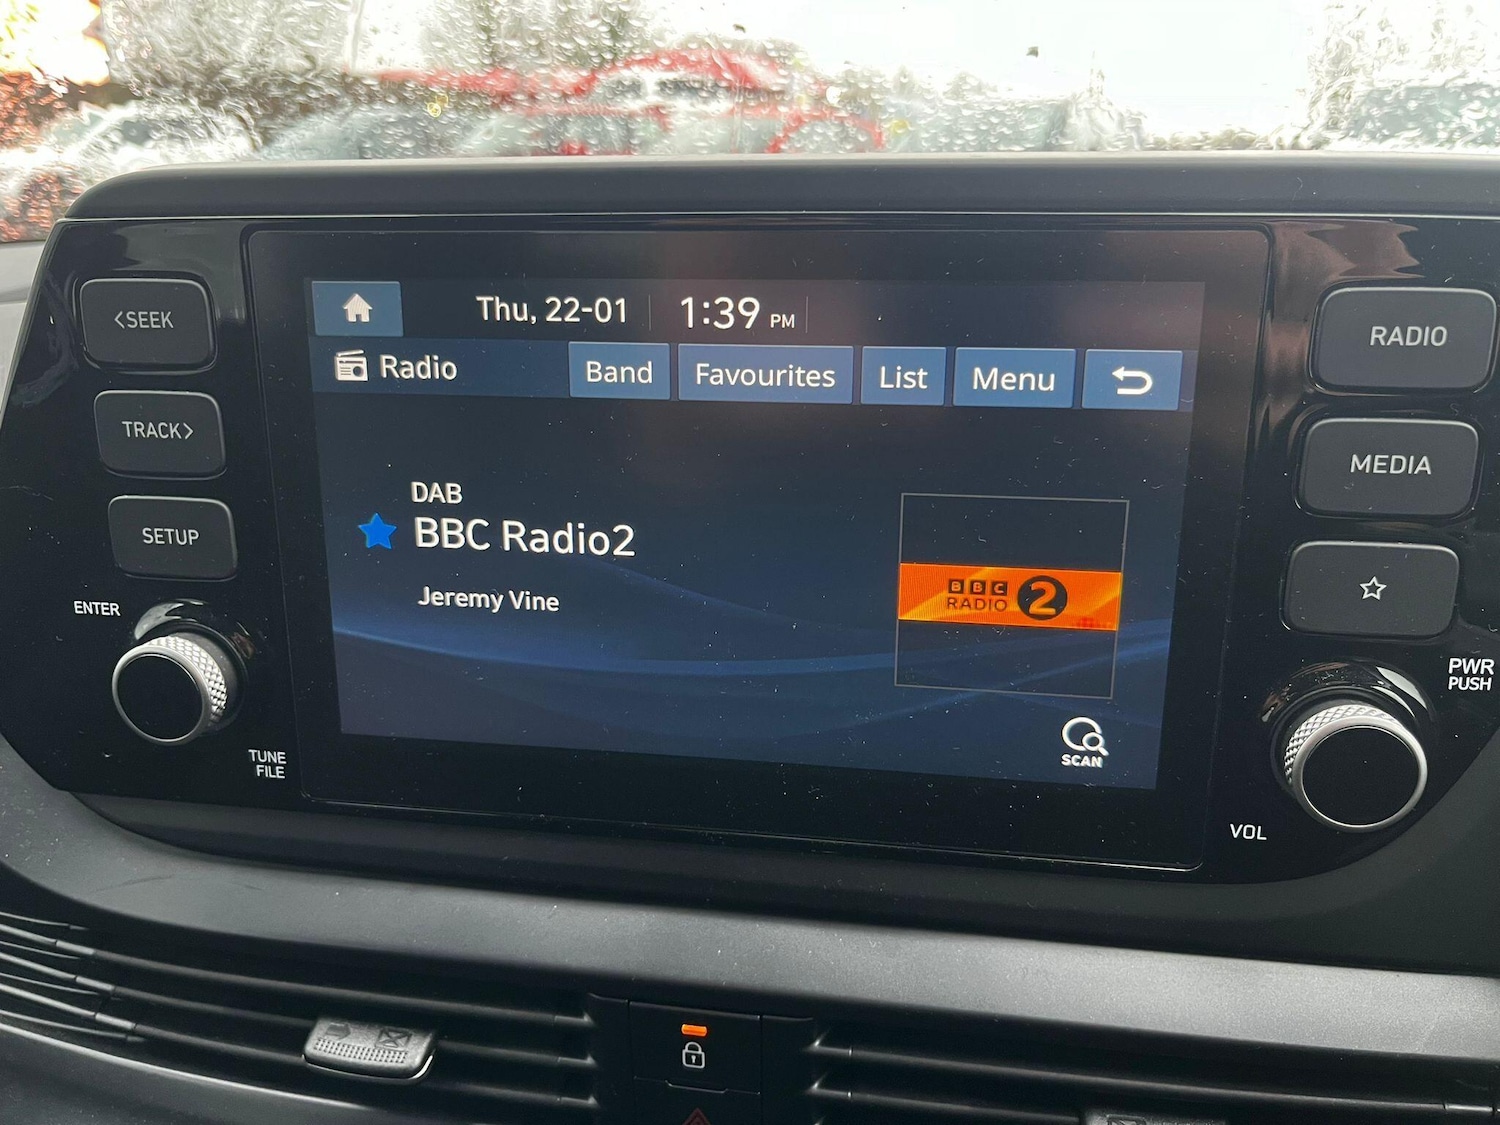 <SEEK
TRACK>
SETUP
ENTER
TUNE
FILE
Thu, 22-01
1:39 PM
Radio
Band
Favourites
List
Menu
DAB
BBC Radio2
Jeremy Vine
BBC
RADIO 2
SCAN
RADIO
MEDIA
PWR
PUSH
VOL